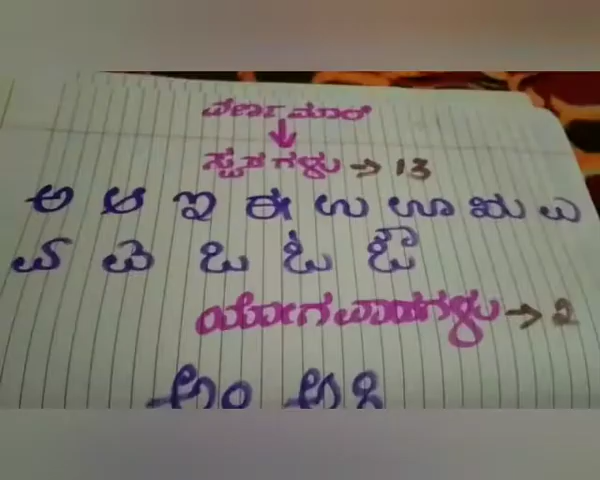 ವರ್ಣಮಾಲೆ
ಸ್ವರಗಳು → 13
ಅ ಆ ಇ ಈ ಉ ಊ ಋ ಎ
ಏ ಐ ಒ ಓ ಔ
ಯೋಗವಾಹಗಳು → 2
ಅಂ ಅಃ